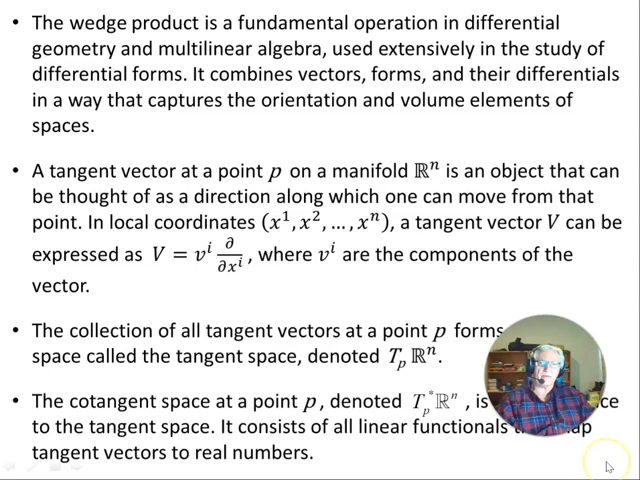 • The wedge product is a fundamental operation in differential
geometry and multilinear algebra, used extensively in the study of
differential forms. It combines vectors, forms, and their differentials
in a way that captures the orientation and volume elements of
spaces.
• A tangent vector at a point p on a manifold ℝⁿ is an object that can
be thought of as a direction along which one can move from that
point. In local coordinates (x¹, x², …, xⁿ), a tangent vector V can be
expressed as V = vⁱ ∂/∂xⁱ, where vⁱ are the components of the
vector.
• The collection of all tangent vectors at a point p forms
space called the tangent space, denoted Tₚℝⁿ.
• The cotangent space at a point p, denoted Tₚ*ℝⁿ, is
to the tangent space. It consists of all linear functionals
tangent vectors to real numbers.